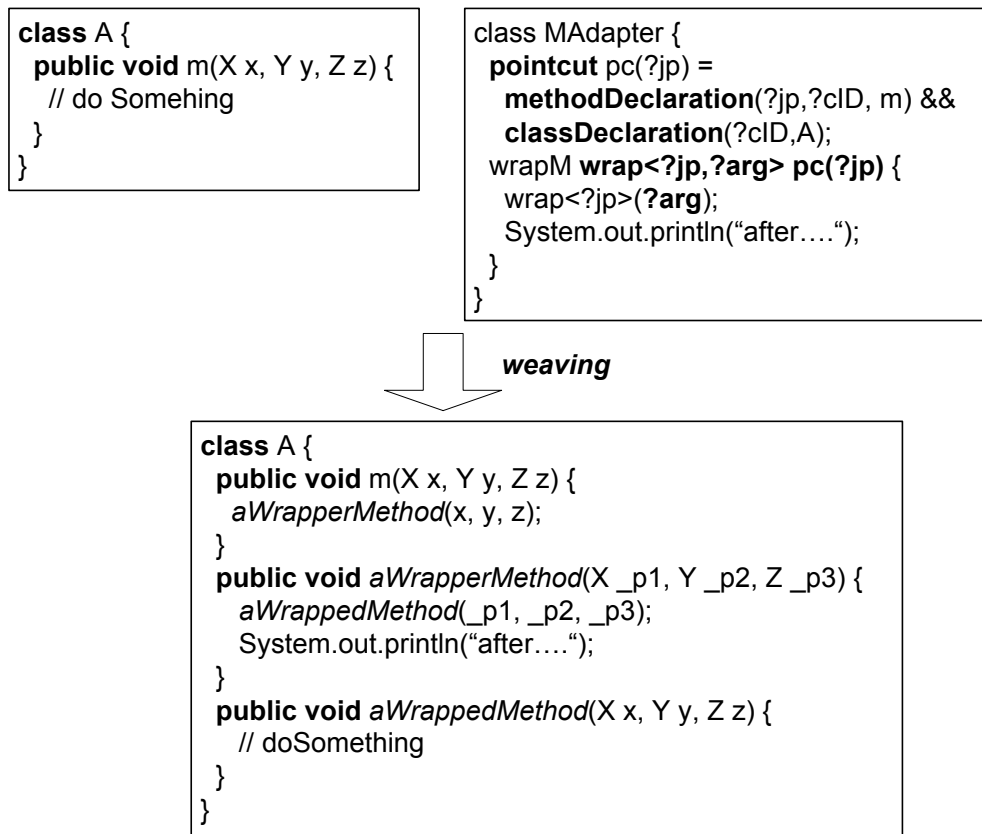 class A {
public void m(X x, Y y, Z z) {
// do Somehing
}
}
class MAdapter {
pointcut pc(?jp) =
methodDeclaration(?jp,?cID, m) &&
classDeclaration(?cID,A);
wrapM wrap<?jp,?arg> pc(?jp) {
wrap<?jp>(?arg);
System.out.println(“after….“);
}
}
weaving
class A {
public void m(X x, Y y, Z z) {
aWrapperMethod(x, y, z);
}
public void aWrapperMethod(X _p1, Y _p2, Z _p3) {
aWrappedMethod(_p1, _p2, _p3);
System.out.println(“after….“);
}
public void aWrappedMethod(X x, Y y, Z z) {
// doSomething
}
}